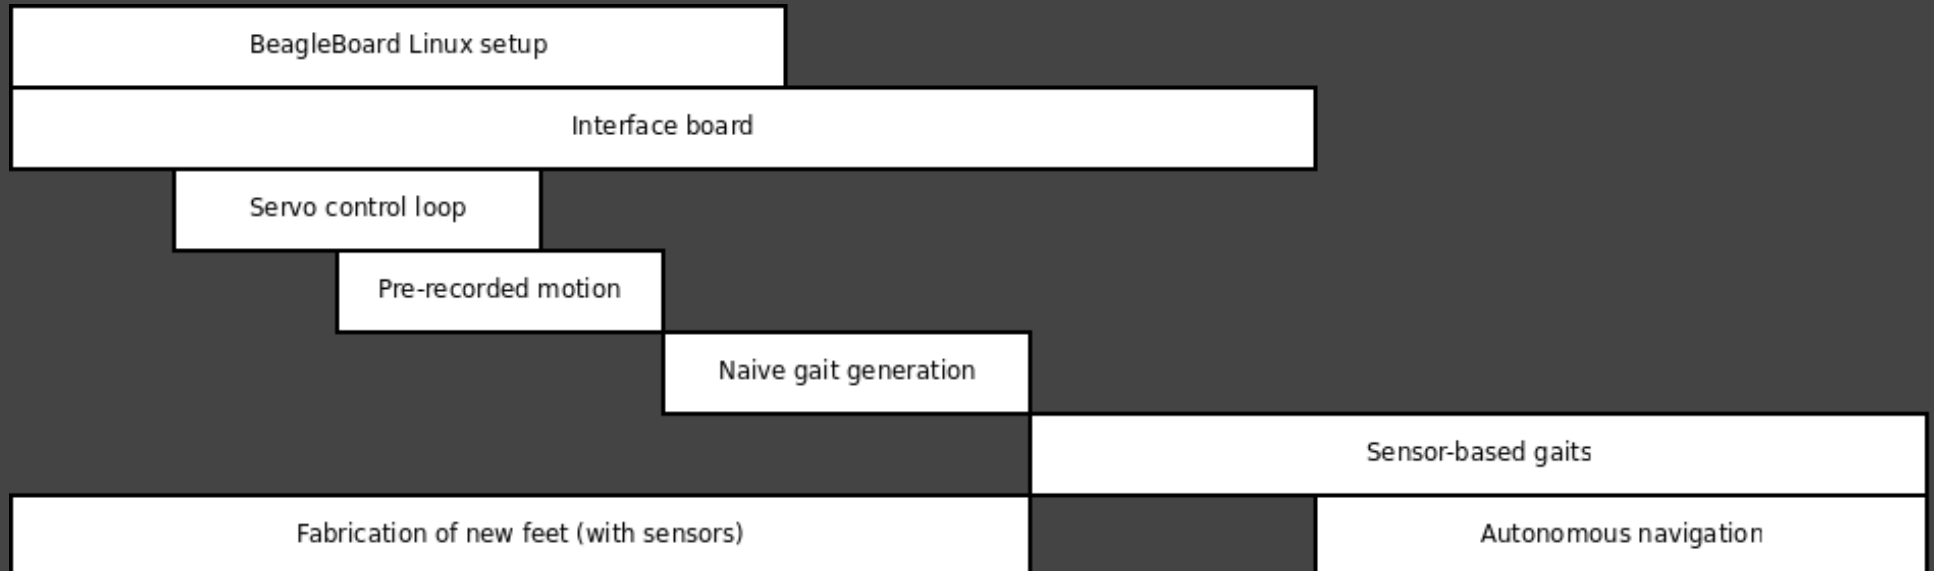 BeagleBoard Linux setup
Interface board
Servo control loop
Pre-recorded motion
Naive gait generation
Sensor-based gaits
Fabrication of new feet (with sensors)
Autonomous navigation